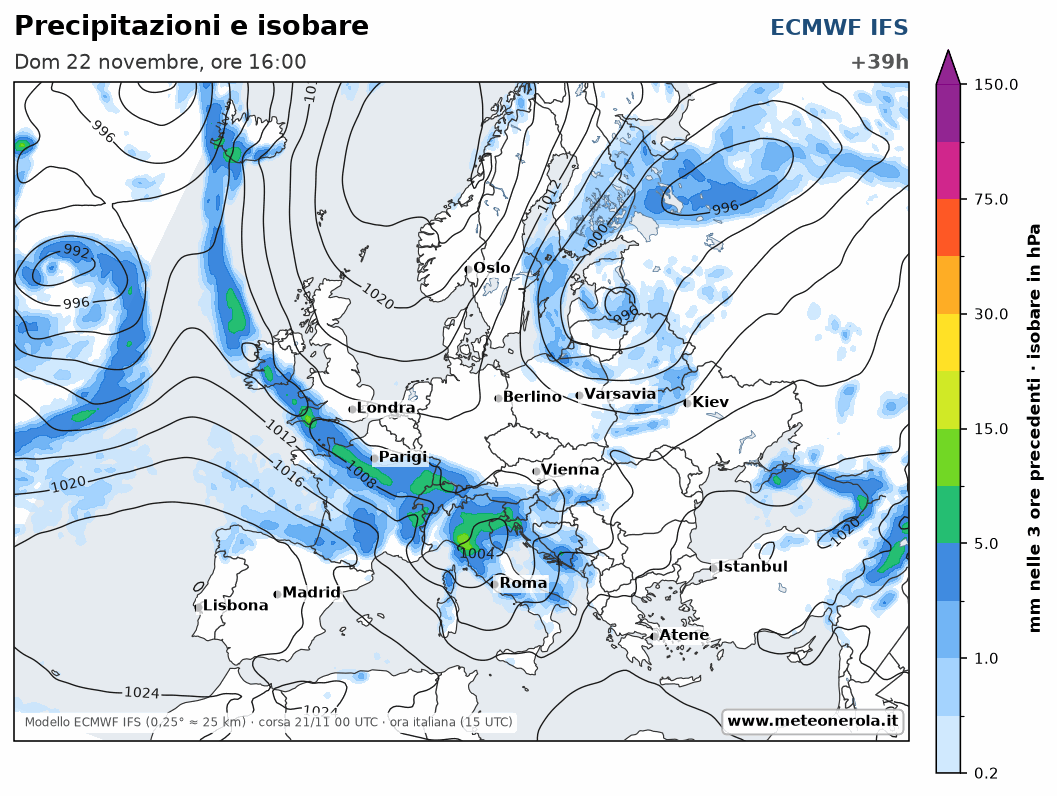 Precipitazioni e isobare
ECMWF IFS
Dom 22 novembre, ore 16:00
+39h
996
101
150.0
1012
996
75.0
992
1000
Oslo
1020
996
996
30.0
Berlino
Varsavia
Kiev
Londra
15.0
1012
Parigi
1016
1008
Vienna
1020
1020
5.0
1004
Istanbul
Roma
Madrid
Lisbona
Atene
1.0
1024
1024
Modello ECMWF IFS (0,25° ≈ 25 km) · corsa 21/11 00 UTC · ora italiana (15 UTC)
www.meteonerola.it
0.2
mm nelle 3 ore precedenti · isobare in hPa